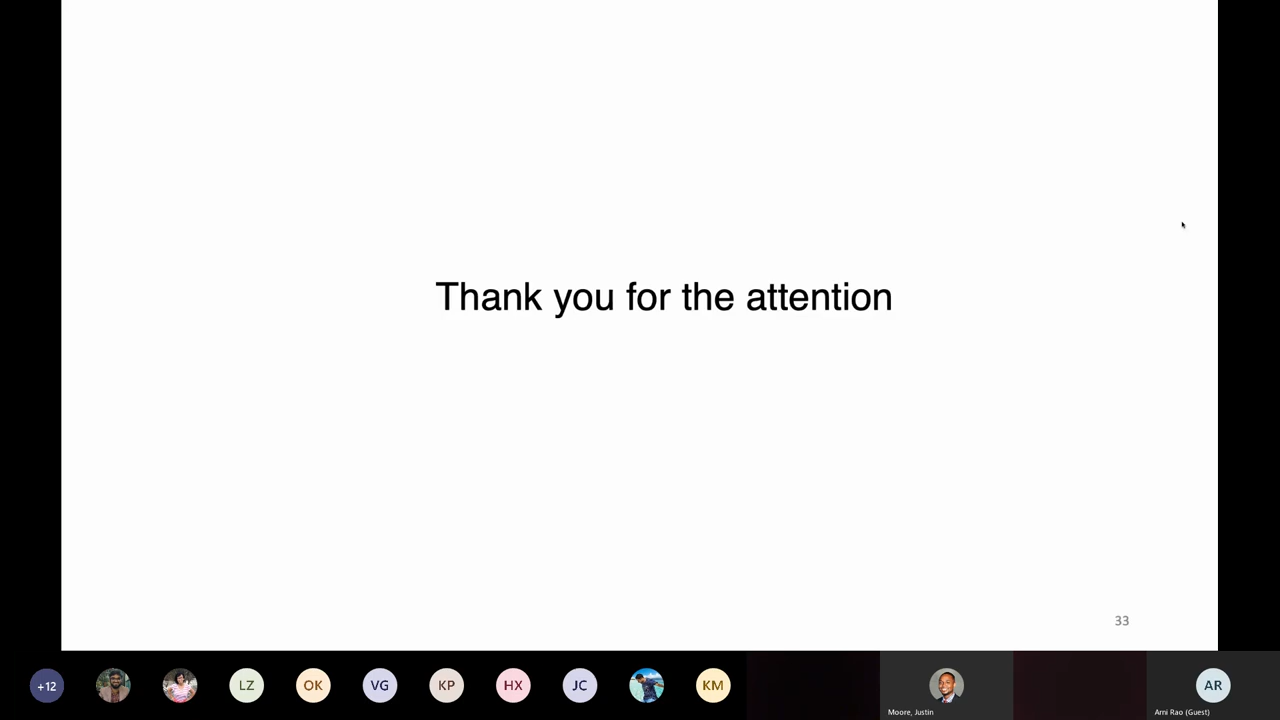 Thank you for the attention
33
+12
LZ
OK
VG
KP
HX
JC
KM
Moore, Justin
AR
Arni Rao (Guest)